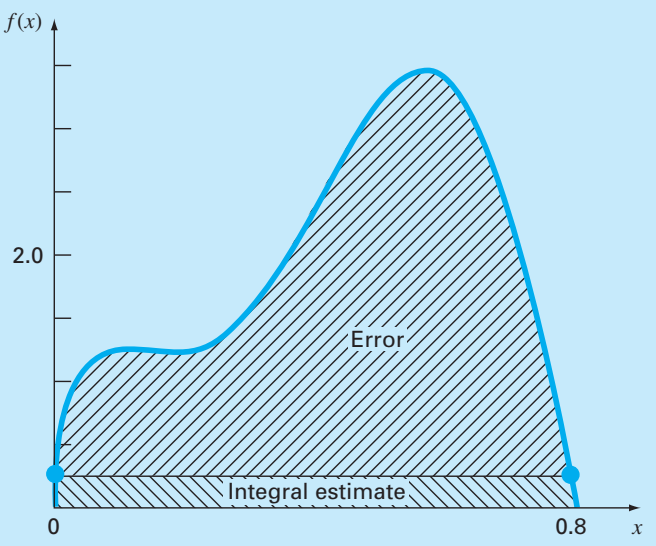 f(x)
2.0
Error
Integral estimate
0
0.8
x